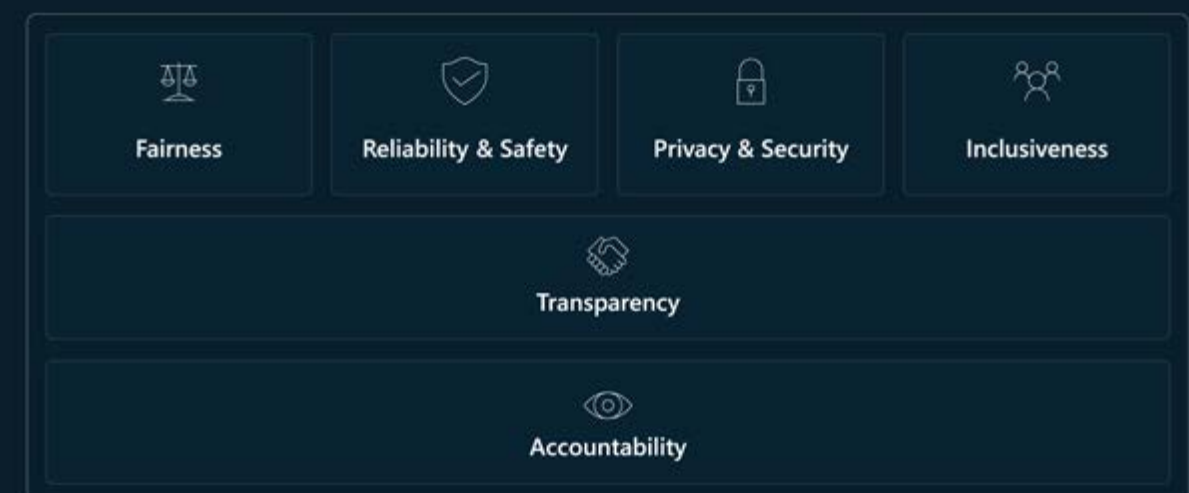 Fairness
Reliability & Safety
Privacy & Security
Inclusiveness
Transparency
Accountability